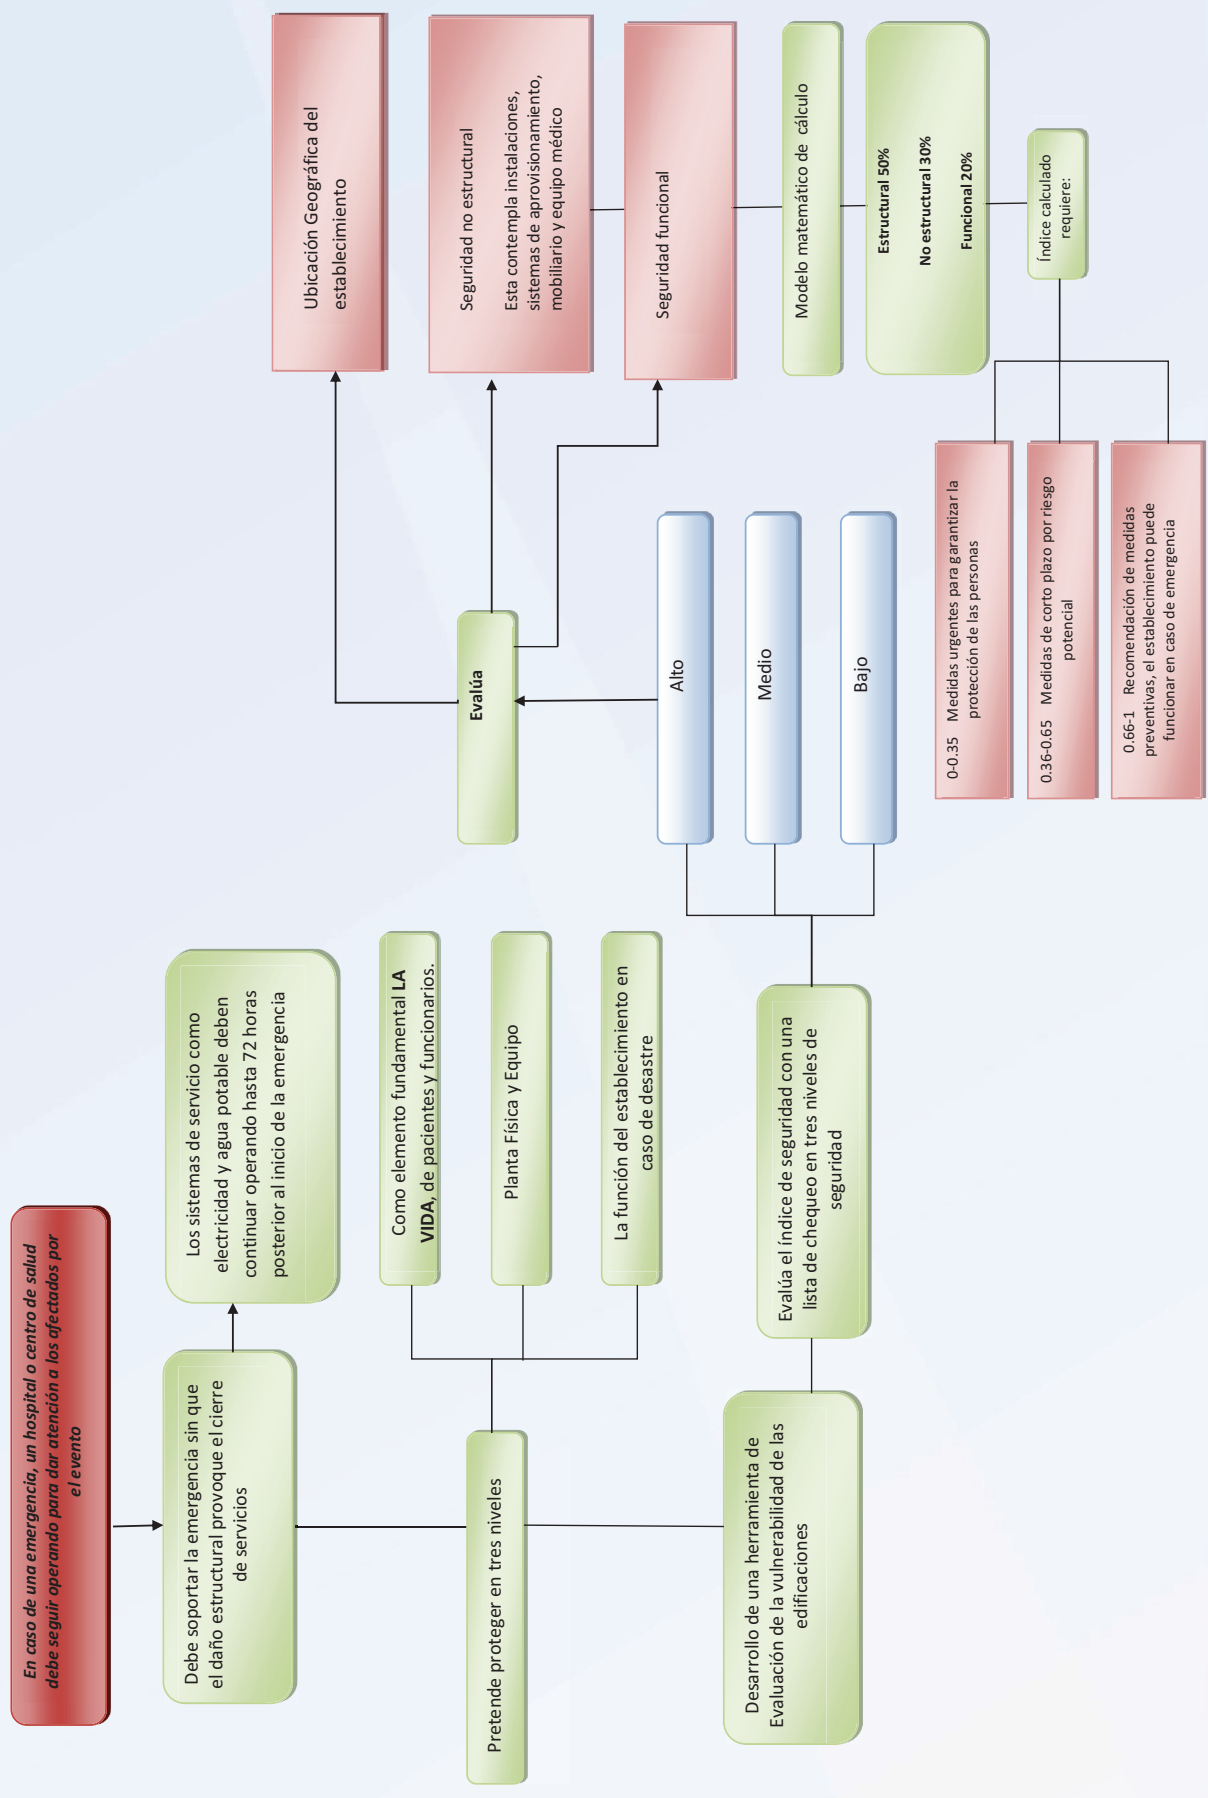 En caso de una emergencia, un hospital o centro de salud
debe seguir operando para dar atención a los afectados por
el evento
Debe soportar la emergencia sin que
el daño estructural provoque el cierre
de servicios
Los sistemas de servicio como
electricidad y agua potable deben
continuar operando hasta 72 horas
posterior al inicio de la emergencia
Pretende proteger en tres niveles
Como elemento fundamental LA
VIDA, de pacientes y funcionarios.
Planta Física y Equipo
La función del establecimiento en
caso de desastre
Desarrollo de una herramienta de
Evaluación de la vulnerabilidad de las
edificaciones
Evalúa el índice de seguridad con una
lista de chequeo en tres niveles de
seguridad
Alto
Medio
Bajo
Evalúa
Ubicación Geográfica del
establecimiento
Seguridad no estructural
Esta contempla instalaciones,
sistemas de aprovisionamiento,
mobiliario y equipo médico
Seguridad funcional
Modelo matemático de cálculo
Estructural 50%
No estructural 30%
Funcional 20%
Índice calculado
requiere:
0-0.35 Medidas urgentes para garantizar la
protección de las personas
0.36-0.65 Medidas de corto plazo por riesgo
potencial
0.66-1 Recomendación de medidas
preventivas, el establecimiento puede
funcionar en caso de emergencia